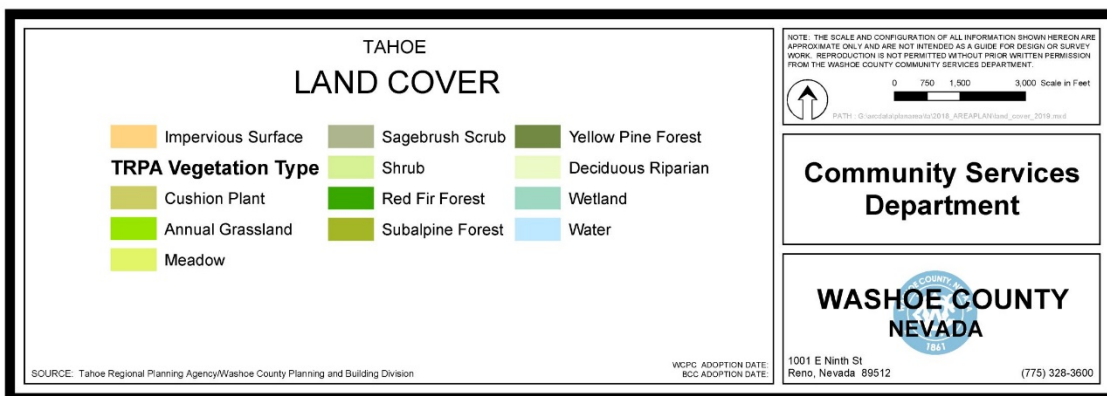 TAHOE
LAND COVER
Impervious Surface
TRPA Vegetation Type
Cushion Plant
Annual Grassland
Meadow
Sagebrush Scrub
Shrub
Red Fir Forest
Subalpine Forest
Yellow Pine Forest
Deciduous Riparian
Wetland
Water
SOURCE: Tahoe Regional Planning Agency/Washoe County Planning and Building Division
WCPC ADOPTION DATE:
BCC ADOPTION DATE:
NOTE: THE SCALE AND CONFIGURATION OF ALL INFORMATION SHOWN HEREON ARE
APPROXIMATE ONLY AND ARE NOT INTENDED AS A GUIDE FOR DESIGN OR SURVEY
WORK. REPRODUCTION IS NOT PERMITTED WITHOUT PRIOR WRITTEN PERMISSION
FROM THE WASHOE COUNTY COMMUNITY SERVICES DEPARTMENT.
0 750 1,500 3,000 Scale in Feet
Community Services
Department
WASHOE COUNTY
NEVADA
1861
1001 E Ninth St
Reno, Nevada 89512
(775) 328-3600